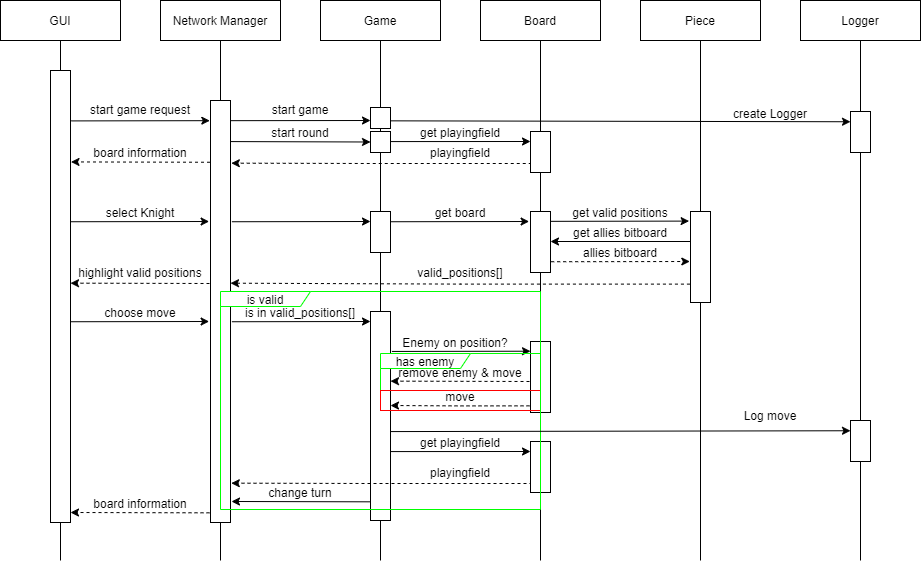 GUI
Network Manager
Game
Board
Piece
Logger
start game request
start game
create Logger
start round
get playingfield
board information
playingfield
select Knight
get board
get valid positions
get allies bitboard
allies bitboard
highlight valid positions
valid_positions[]
is valid
choose move
is in valid_positions[]
Enemy on position?
has enemy
remove enemy & move
move
Log move
get playingfield
playingfield
change turn
board information